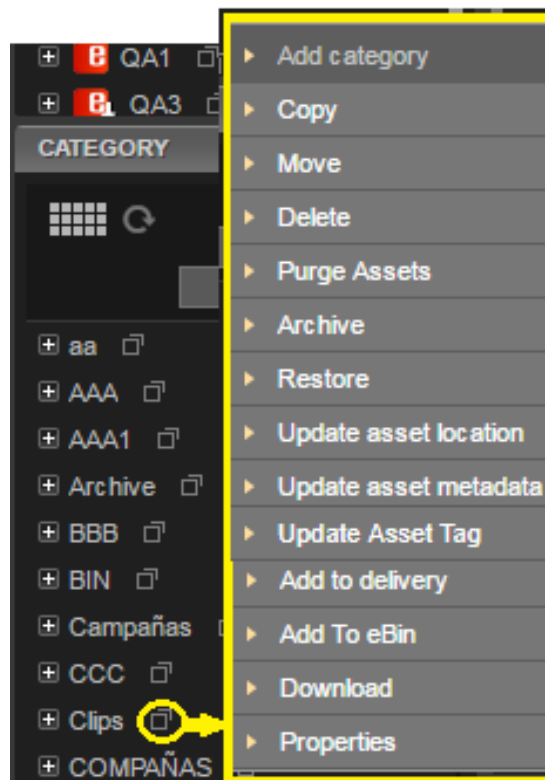 QA1
QA3
CATEGORY
aa
AAA
AAA1
Archive
BBB
BIN
Campañas
CCC
Clips
COMPAÑAS
Add category
Copy
Move
Delete
Purge Assets
Archive
Restore
Update asset location
Update asset metadata
Update Asset Tag
Add to delivery
Add To eBin
Download
Properties